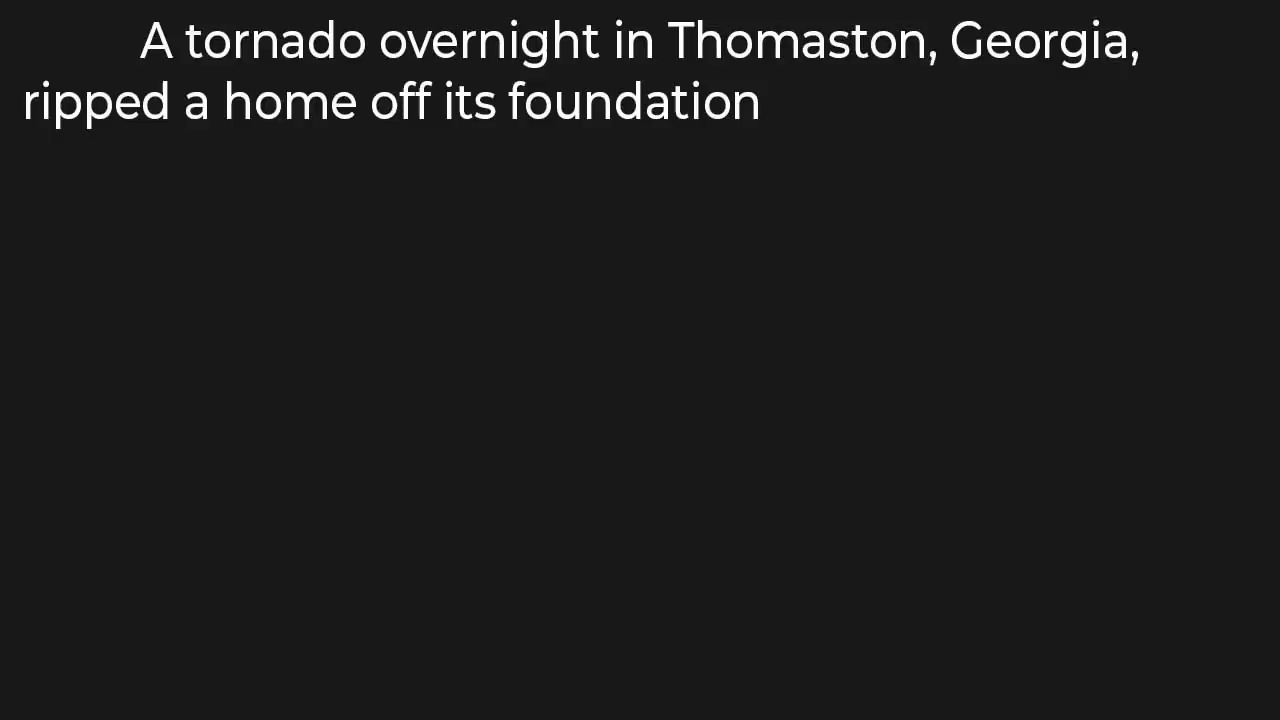 A tornado overnight in Thomaston, Georgia,
ripped a home off its foundation